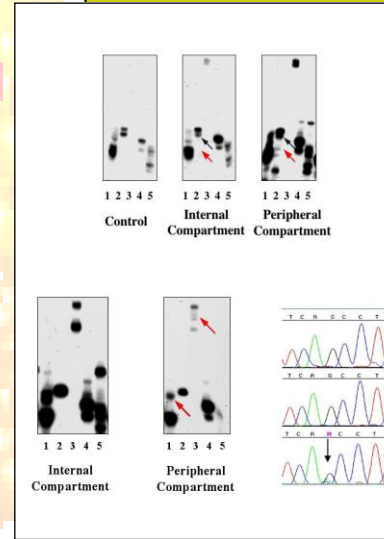 1 2 3 4 5
Control
1 2 3 4 5
Internal
Compartment
1 2 3 4 5
Peripheral
Compartment
1 2 3 4 5
Internal
Compartment
1 2 3 4 5
Peripheral
Compartment
T C A G C C T
T C A G C C T
T C A N C C T